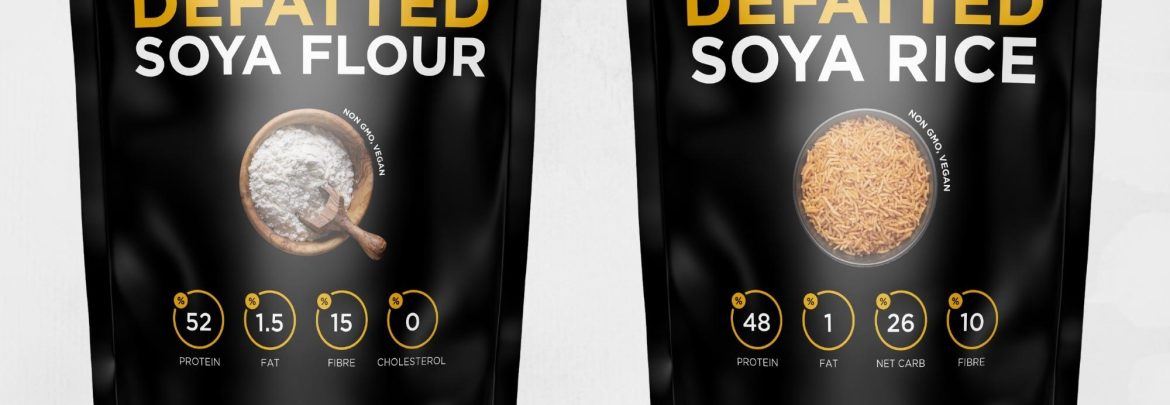 DEFATTED
SOYA FLOUR
NON GMO, VEGAN
% 52 % 1.5 % 15 % 0
PROTEIN FAT FIBRE CHOLESTEROL
DEFATTED
SOYA RICE
NON GMO, VEGAN
% 48 % 1 % 26 % 10
PROTEIN FAT NET CARB FIBRE